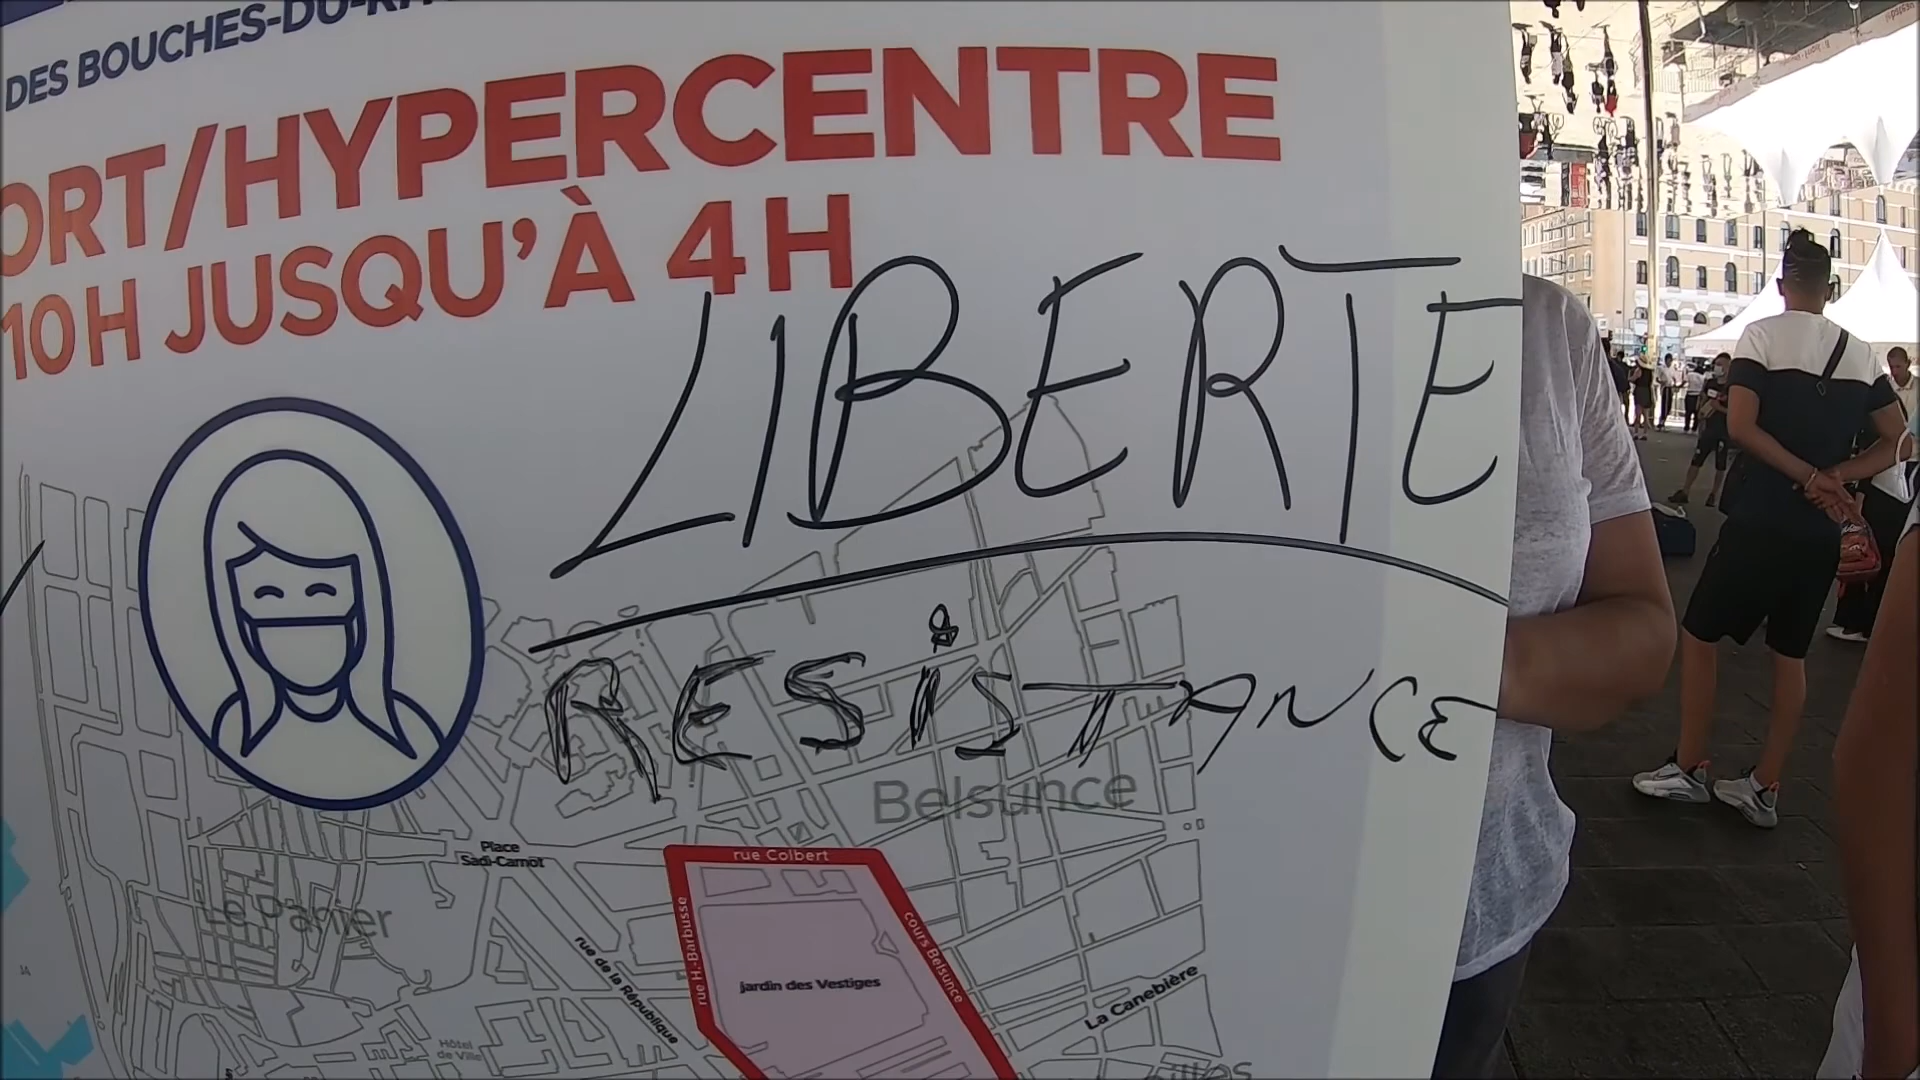 DES BOUCHES-DU-
ORT/HYPERCENTRE
10H JUSQU'À 4H
LIBERTE
RESISTANCE
Belsunce
Place
Sadi-Carnot
rue Colbert
Le Panier
rue H.-Barbusse
cours Belsunce
rue de la République
jardin des Vestiges
La Canebière
Hôtel
de Ville